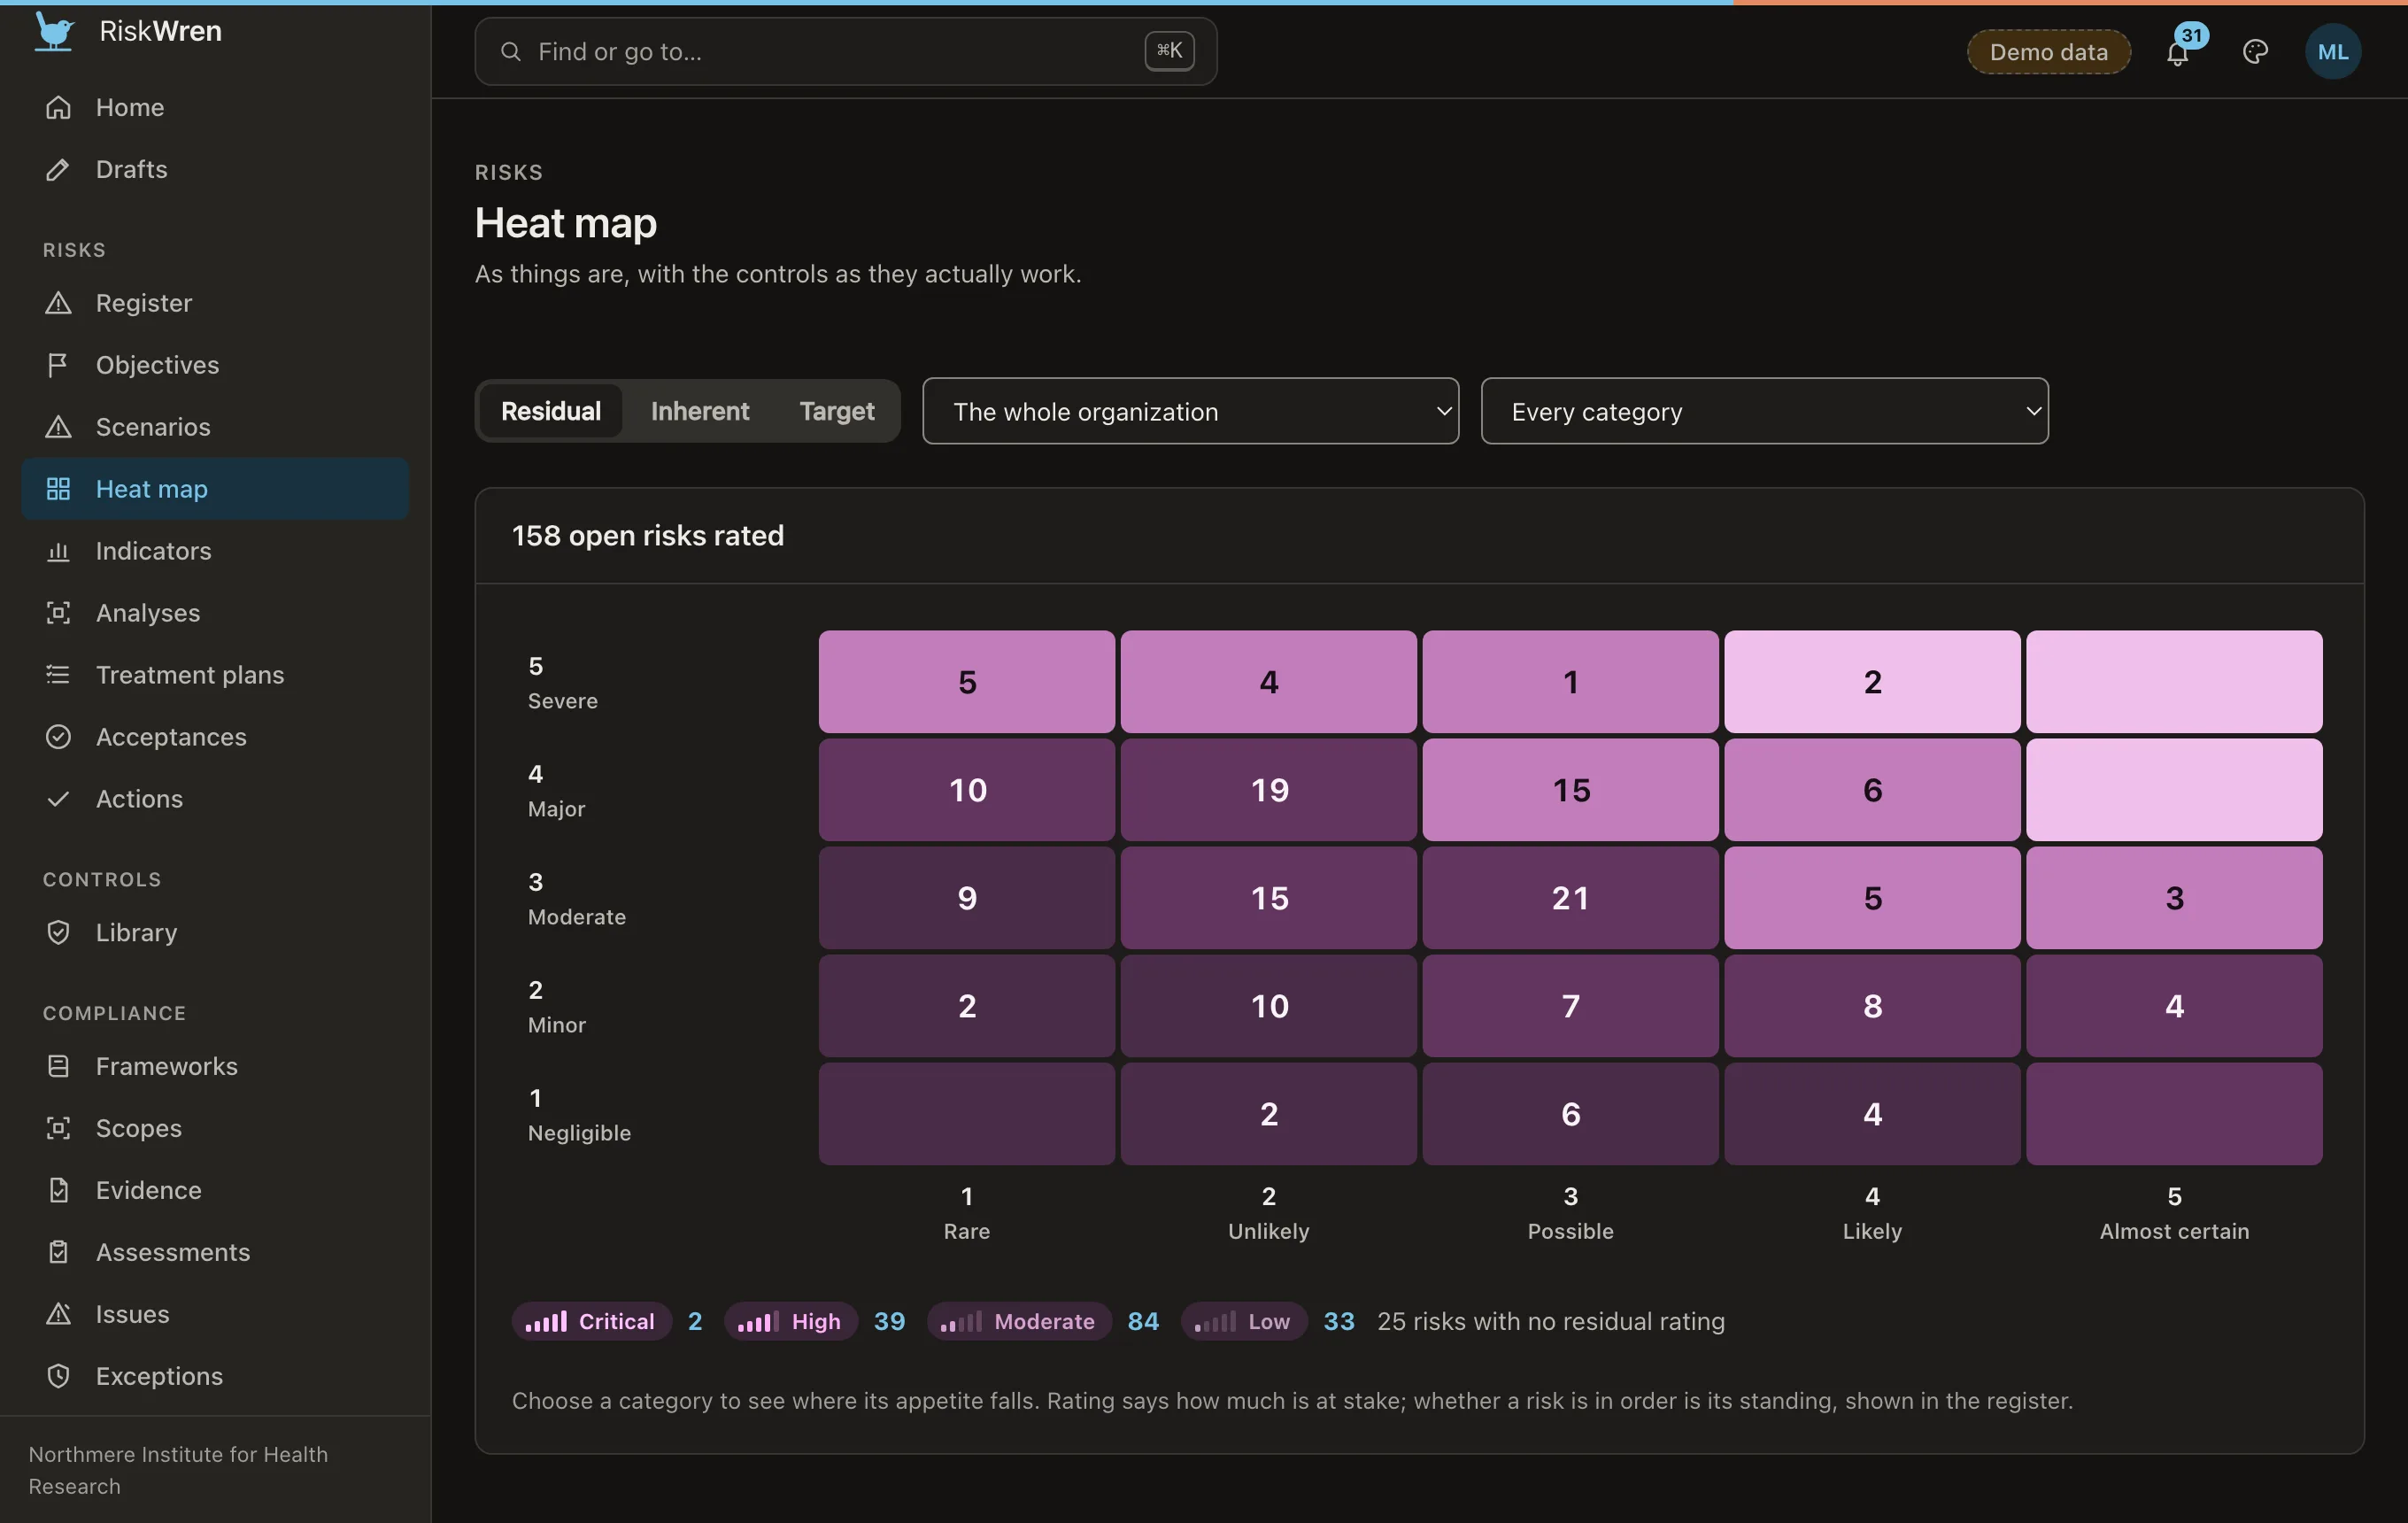 RiskWren
Find or go to...
⌘K
Demo data
31
ML
Home
Drafts
RISKS
Register
Objectives
Scenarios
Heat map
Indicators
Analyses
Treatment plans
Acceptances
Actions
CONTROLS
Library
COMPLIANCE
Frameworks
Scopes
Evidence
Assessments
Issues
Exceptions
Northmere Institute for Health
Research
RISKS
Heat map
As things are, with the controls as they actually work.
Residual Inherent Target
The whole organization
Every category
158 open risks rated
5
Severe
5 4 1 2
4
Major
10 19 15 6
3
Moderate
9 15 21 5 3
2
Minor
2 10 7 8 4
1
Negligible
2 6 4
1 2 3 4 5
Rare Unlikely Possible Likely Almost certain
Critical 2 High 39 Moderate 84 Low 33 25 risks with no residual rating
Choose a category to see where its appetite falls. Rating says how much is at stake; whether a risk is in order is its standing, shown in the register.